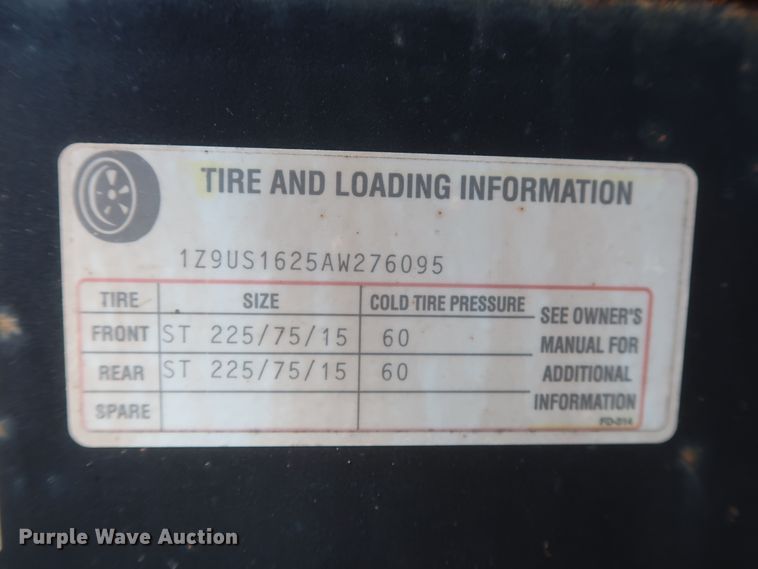 TIRE AND LOADING INFORMATION
1Z9US1625AW276095
TIRE SIZE COLD TIRE PRESSURE SEE OWNER'S MANUAL FOR ADDITIONAL INFORMATION
FRONT ST 225/75/15 60
REAR ST 225/75/15 60
SPARE
FD-314
Purple Wave Auction